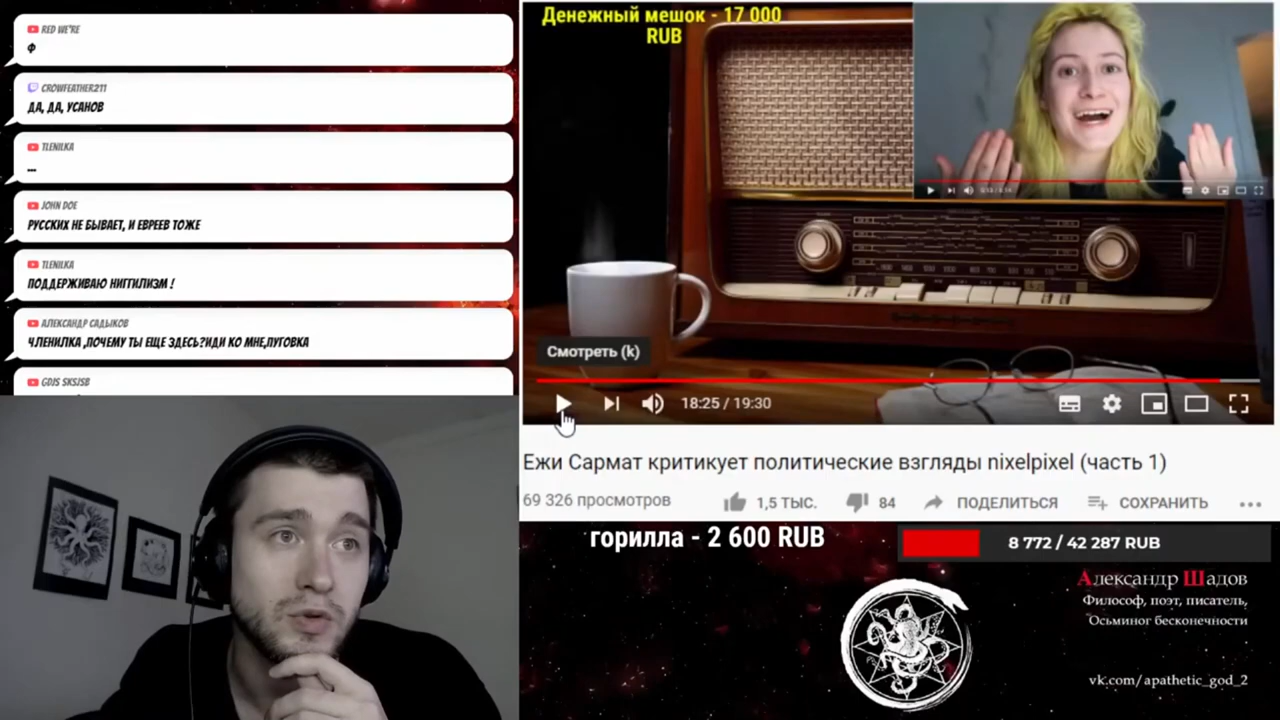 RED WE'RE
Ф
CROWFEATHER211
ДА, ДА, УСАНОВ
TLENILKA
...
JOHN DOE
РУССКИХ НЕ БЫВАЕТ, И ЕВРЕЕВ ТОЖЕ
TLENILKA
ПОДДЕРЖИВАЮ НИГГИЛИЗМ !
АЛЕКСАНДР САДЫКОВ
ЧЛЕНИЛКА ,ПОЧЕМУ ТЫ ЕЩЕ ЗДЕСЬ?ИДИ КО МНЕ,ПУГОВКА
GDJS SKSJSB
Денежный мешок - 17 000
RUB
Смотреть (k)
18:25 / 19:30
Ежи Сармат критикует политические взгляды nixelpixel (часть 1)
69 326 просмотров
1,5 ТЫС.
84
ПОДЕЛИТЬСЯ
СОХРАНИТЬ
горилла - 2 600 RUB
8 772 / 42 287 RUB
Александр Шадов
Философ, поэт, писатель,
Осьминог бесконечности
vk.com/apathetic_god_2